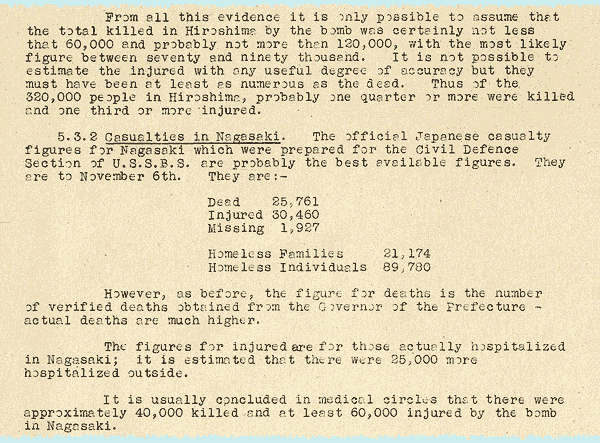 From all this evidence it is only possible to assume that
the total killed in Hiroshima by the bomb was certainly not less
that 60,000 and probably not more than 120,000, with the most likely
figure between seventy and ninety thousand. It is not possible to
estimate the injured with any useful degree of accuracy but they
must have been at least as numerous as the dead. Thus of the
320,000 people in Hiroshima, probably one quarter or more were killed
and one third or more injured.
5.3.2 Casualties in Nagasaki. The official Japanese casualty
figures for Nagasaki which were prepared for the Civil Defence
Section of U.S.S.B.S. are probably the best available figures. They
are to November 6th. They are:-
Dead 25,761
Injured 30,460
Missing 1,927
Homeless Families 21,174
Homeless Individuals 89,780
However, as before, the figure for deaths is the number
of verified deaths obtained from the Governor of the Prefecture -
actual deaths are much higher.
The figures for injured are for those actually hospitalized
in Nagasaki; it is estimated that there were 25,000 more
hospitalized outside.
It is usually concluded in medical circles that there were
approximately 40,000 killed and at least 60,000 injured by the bomb
in Nagasaki.